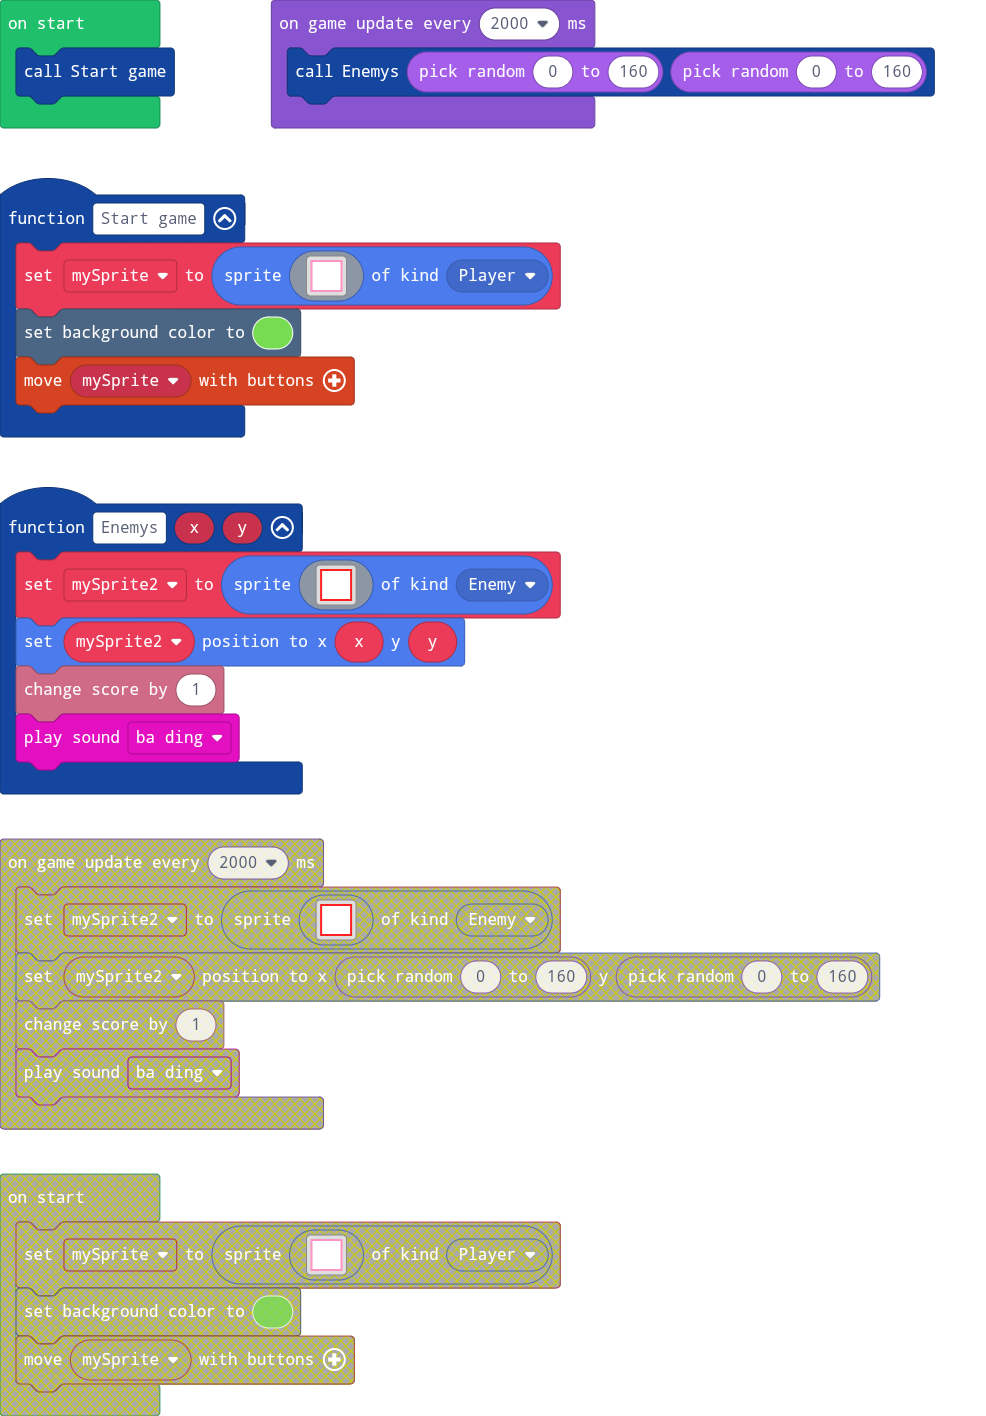 on start
call Start game
on game update every 2000 ms
call Enemys pick random 0 to 160 pick random 0 to 160
function Start game
set mySprite to sprite of kind Player
set background color to
move mySprite with buttons
function Enemys x y
set mySprite2 to sprite of kind Enemy
set mySprite2 position to x x y y
change score by 1
play sound ba ding
on game update every 2000 ms
set mySprite2 to sprite of kind Enemy
set mySprite2 position to x pick random 0 to 160 y pick random 0 to 160
change score by 1
play sound ba ding
on start
set mySprite to sprite of kind Player
set background color to
move mySprite with buttons